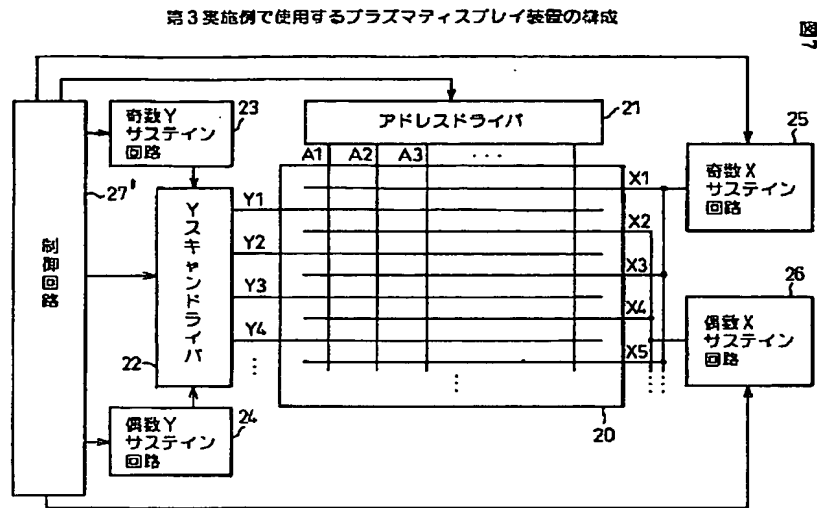 第3実施例で使用するプラズマディスプレイ装置の構成
図7
奇数Y
サステイン
回路
23
アドレスドライバ
21
25
奇数X
サステイン
回路
A1 A2 A3 ...
27'
制御回路
Yスキャンドライバ
22
Y1
Y2
Y3
Y4
⋮
X1
X2
X3
X4
X5
⋮
26
偶数X
サステイン
回路
偶数Y
サステイン
回路
24
20